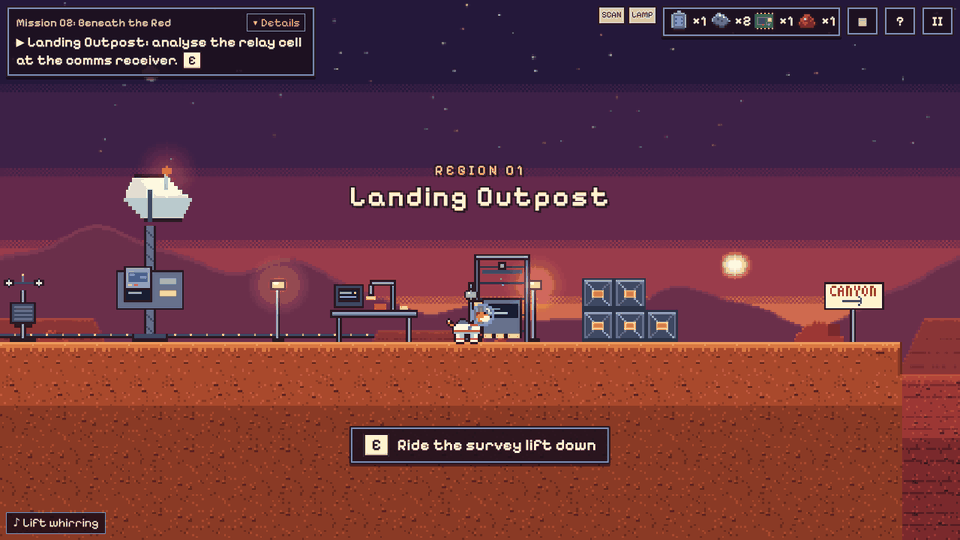 Mission 08: Beneath the Red
▾ Details
▶ Landing Outpost: analyse the relay cell
at the comms receiver. E
SCAN
LAMP
×1 ×8 ×1 ×1
?
REGION 01
Landing Outpost
CANYON
E Ride the survey lift down
♪ Lift whirring